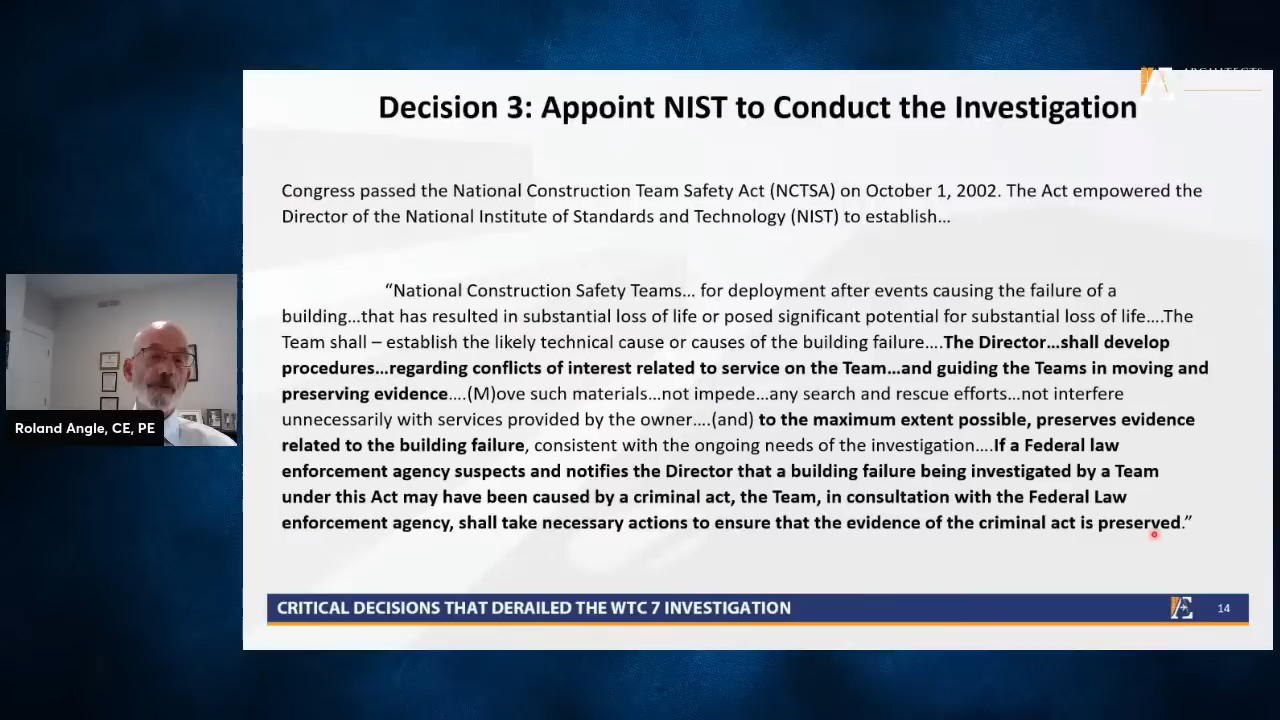 ARCHITECTS
Decision 3: Appoint NIST to Conduct the Investigation
Congress passed the National Construction Team Safety Act (NCTSA) on October 1, 2002. The Act empowered the
Director of the National Institute of Standards and Technology (NIST) to establish…
“National Construction Safety Teams… for deployment after events causing the failure of a
building…that has resulted in substantial loss of life or posed significant potential for substantial loss of life….The
Team shall – establish the likely technical cause or causes of the building failure….The Director…shall develop
procedures…regarding conflicts of interest related to service on the Team…and guiding the Teams in moving and
preserving evidence….(M)ove such materials…not impede…any search and rescue efforts…not interfere
unnecessarily with services provided by the owner….(and) to the maximum extent possible, preserves evidence
related to the building failure, consistent with the ongoing needs of the investigation….If a Federal law
enforcement agency suspects and notifies the Director that a building failure being investigated by a Team
under this Act may have been caused by a criminal act, the Team, in consultation with the Federal Law
enforcement agency, shall take necessary actions to ensure that the evidence of the criminal act is preserved.”
Roland Angle, CE, PE
CRITICAL DECISIONS THAT DERAILED THE WTC 7 INVESTIGATION
14